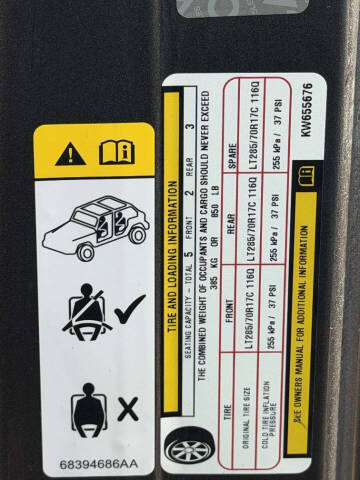 68394686AA
TIRE AND LOADING INFORMATION
SEATING CAPACITY - TOTAL 5 FRONT 2 REAR 3
THE COMBINED WEIGHT OF OCCUPANTS AND CARGO SHOULD NEVER EXCEED
385 KG OR 850 LB
TIRE FRONT REAR SPARE
ORIGINAL TIRE SIZE LT285/70R17C 116Q LT285/70R17C 116Q LT285/70R17C 116Q
COLD TIRE INFLATION
PRESSURE 255 kPa / 37 PSI 255 kPa / 37 PSI 255 kPa / 37 PSI
SEE OWNERS MANUAL FOR ADDITIONAL INFORMATION
KW655676